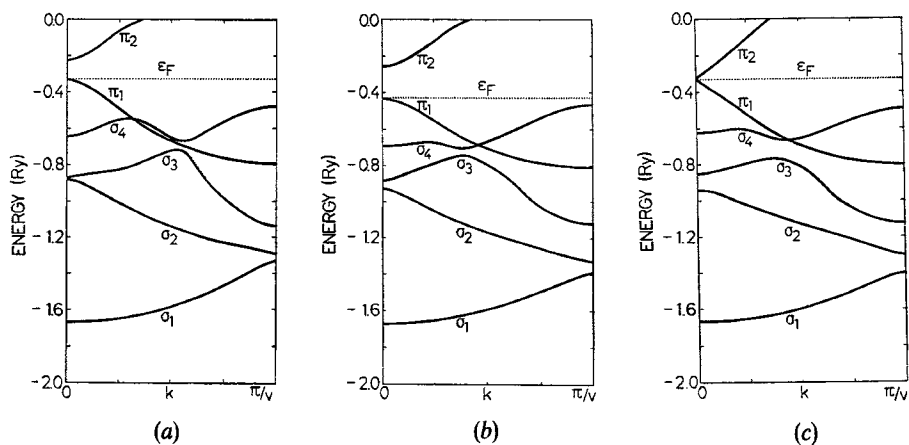 0.0
-0.4
-0.8
-1.2
-1.6
-2.0
ENERGY (Ry)
π2
εF
π1
σ4
σ3
σ2
σ1
0
k
π/v
(a)
0.0
-0.4
-0.8
-1.2
-1.6
-2.0
ENERGY (Ry)
π2
εF
π1
σ4
σ3
σ2
σ1
0
k
π/v
(b)
0.0
-0.4
-0.8
-1.2
-1.6
-2.0
ENERGY (Ry)
π2
εF
π1
σ4
σ3
σ2
σ1
0
k
π/v
(c)